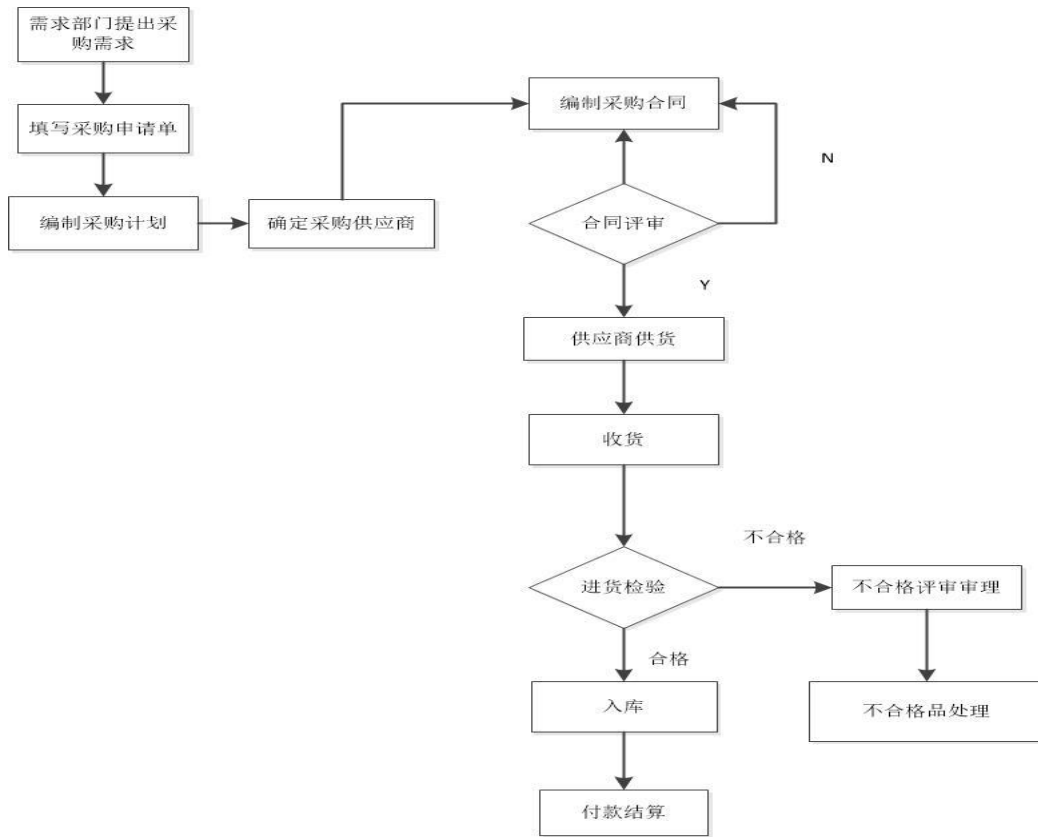 需求部门提出采
购需求
填写采购申请单
编制采购计划
确定采购供应商
编制采购合同
N
合同评审
Y
供应商供货
收货
不合格
进货检验
不合格评审审理
合格
入库
不合格品处理
付款结算